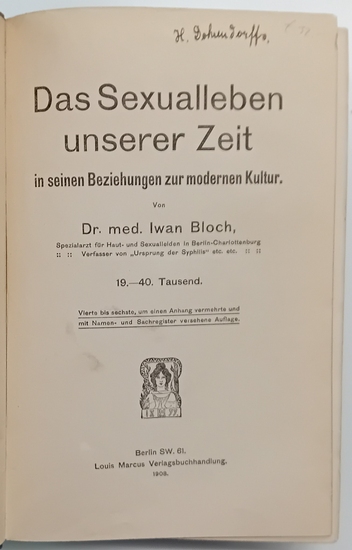 H. Dohendorffs.
Das Sexualleben
unserer Zeit
in seinen Beziehungen zur modernen Kultur.
Von
Dr. med. Iwan Bloch,
Spezialarzt für Haut- und Sexualleiden in Berlin-Charlottenburg
:: :: Verfasser von „Ursprung der Syphilis“ etc. etc. :: ::
19.—40. Tausend.
Vierte bis sechste, um einen Anhang vermehrte und
mit Namen- und Sachregister versehene Auflage.
Berlin SW. 61.
Louis Marcus Verlagsbuchhandlung.
1908.